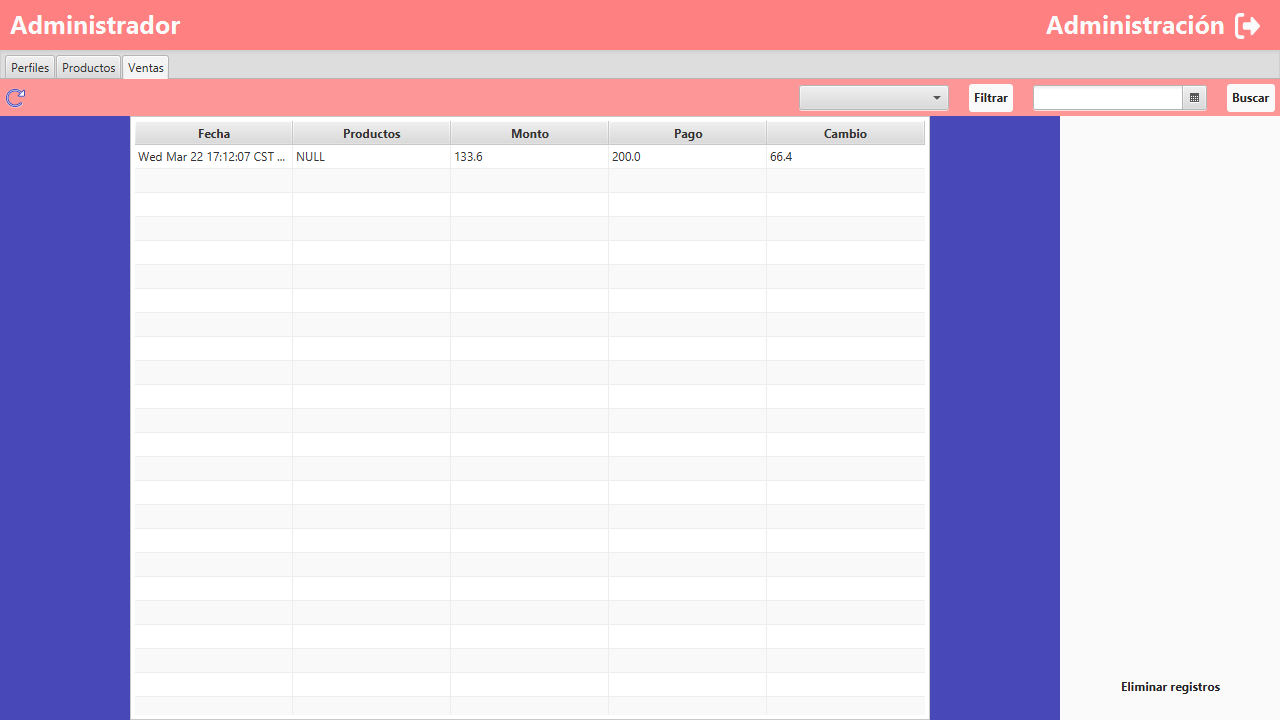 Administrador Administración
Perfiles Productos Ventas
Filtrar Buscar
Fecha Productos Monto Pago Cambio
Wed Mar 22 17:12:07 CST ... NULL 133.6 200.0 66.4
Eliminar registros